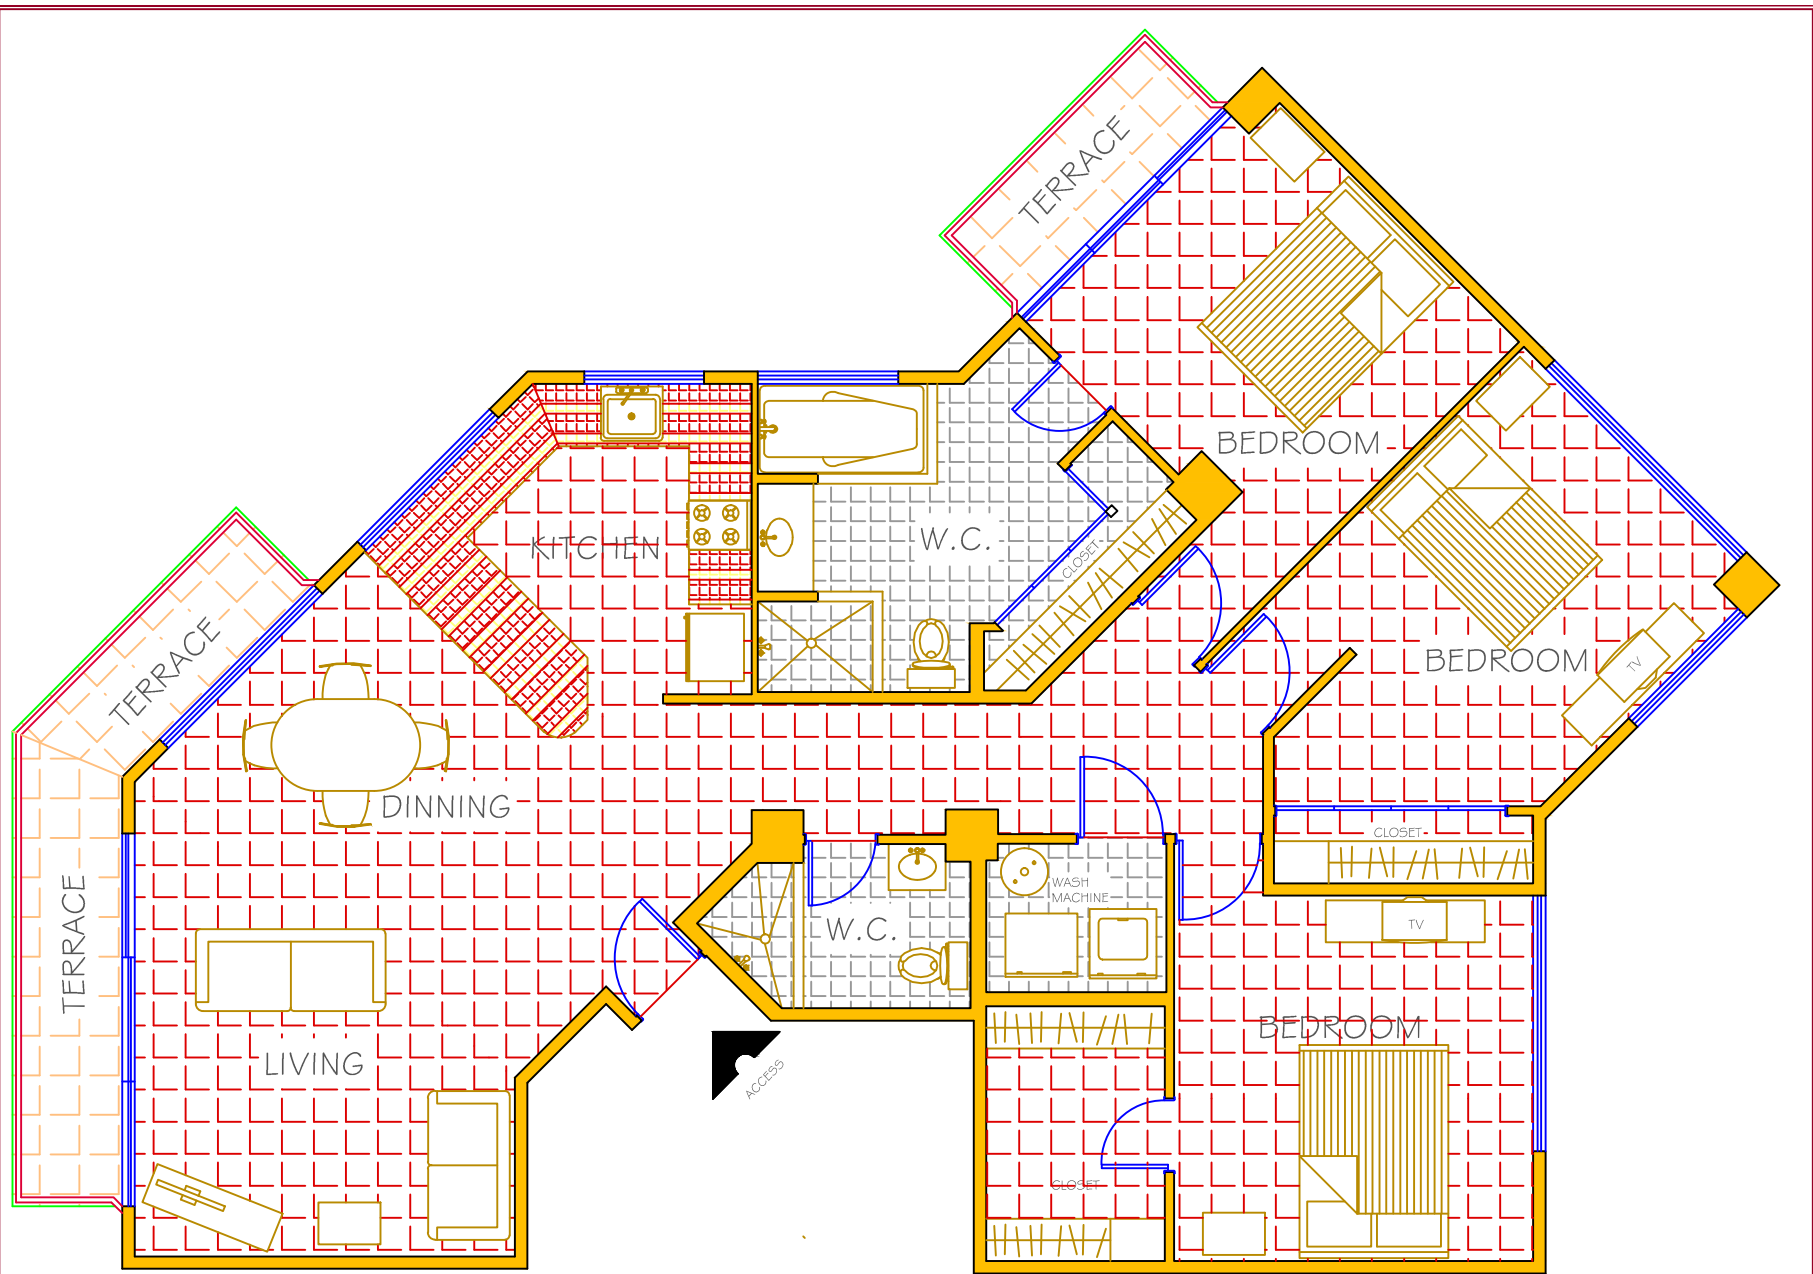 TERRACE
BEDROOM
KITCHEN
W.C.
CLOSET
TERRACE
BEDROOM
TV
DINNING
CLOSET
WASH
MACHINE
TERRACE
W.C.
TV
LIVING
BEDROOM
ACCESS
CLOSET